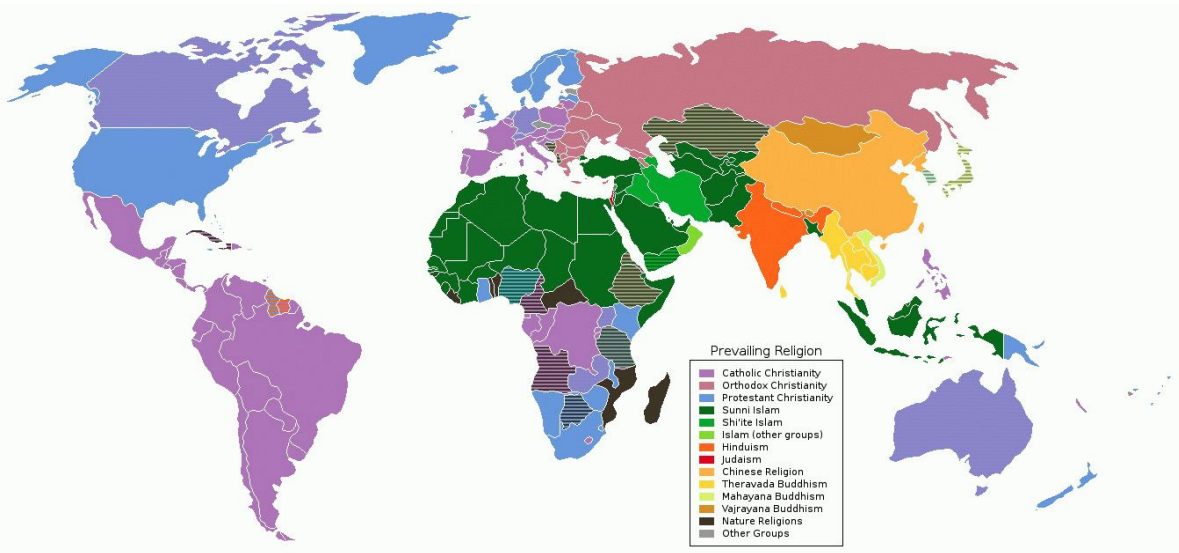 Prevailing Religion
Catholic Christianity
Orthodox Christianity
Protestant Christianity
Sunni Islam
Shi'ite Islam
Islam (other groups)
Hinduism
Judaism
Chinese Religion
Theravada Buddhism
Mahayana Buddhism
Vajrayana Buddhism
Nature Religions
Other Groups